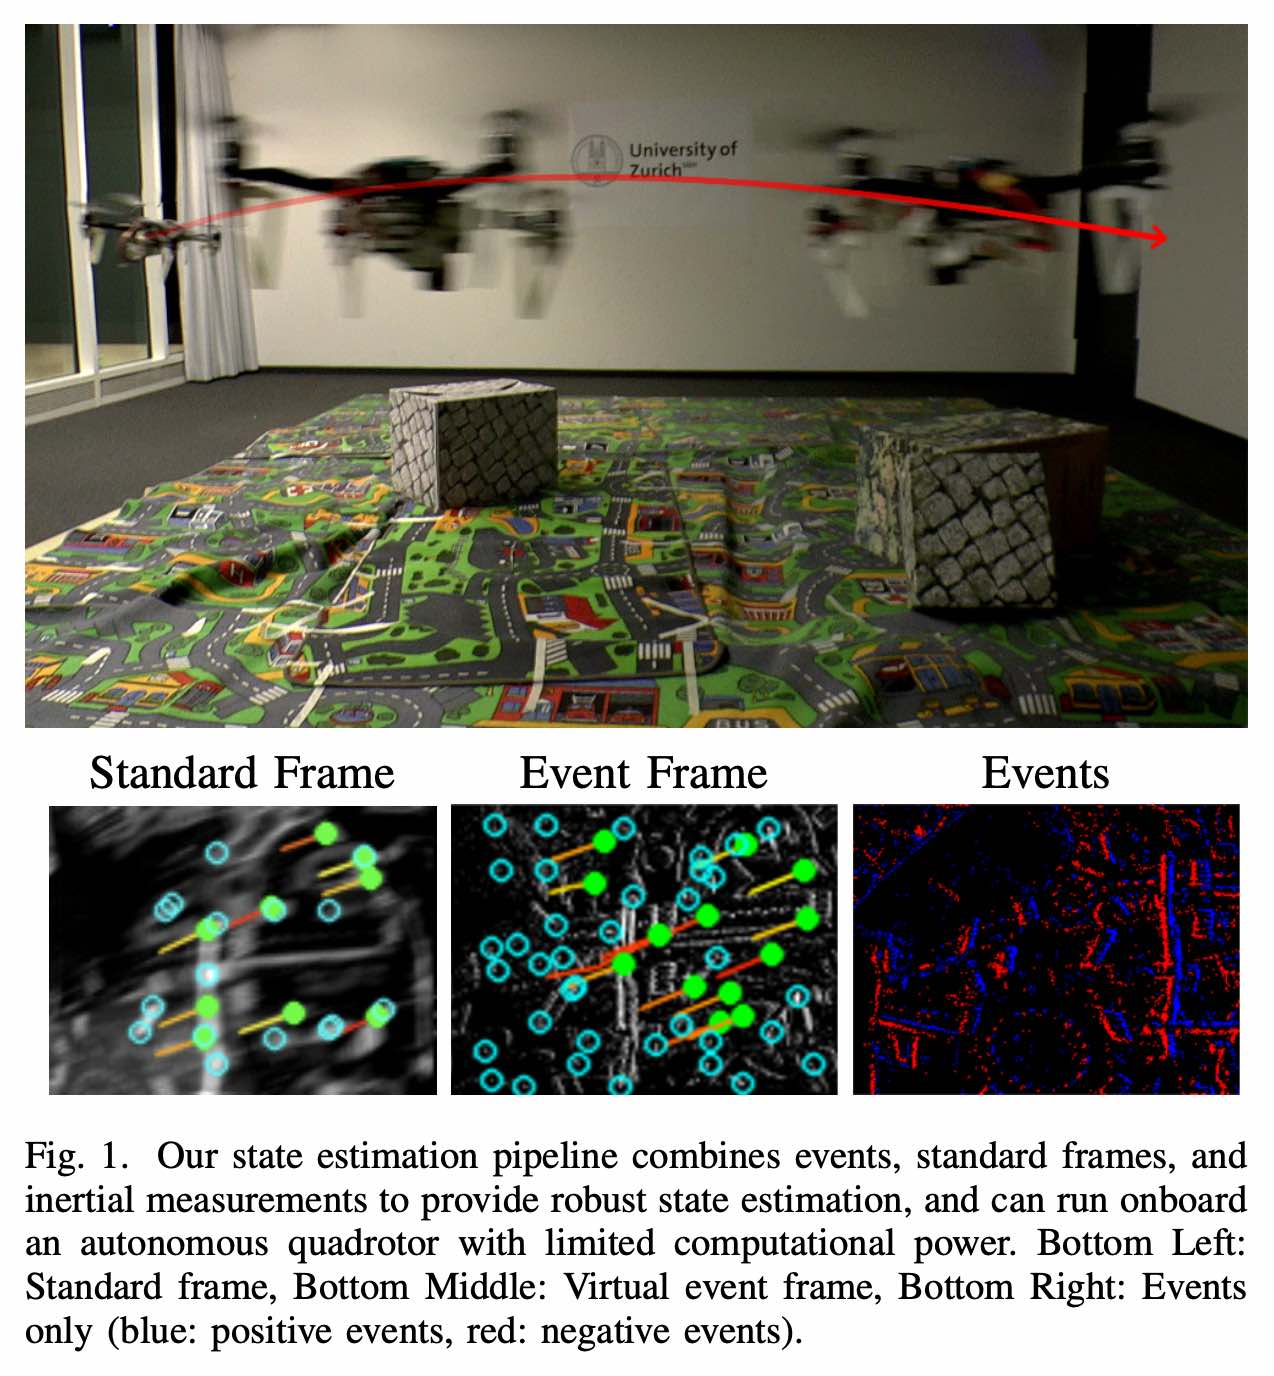 University of
Zurich
BUS
Standard Frame
Event Frame
Events
Fig. 1. Our state estimation pipeline combines events, standard frames, and
inertial measurements to provide robust state estimation, and can run onboard
an autonomous quadrotor with limited computational power. Bottom Left:
Standard frame, Bottom Middle: Virtual event frame, Bottom Right: Events
only (blue: positive events, red: negative events).